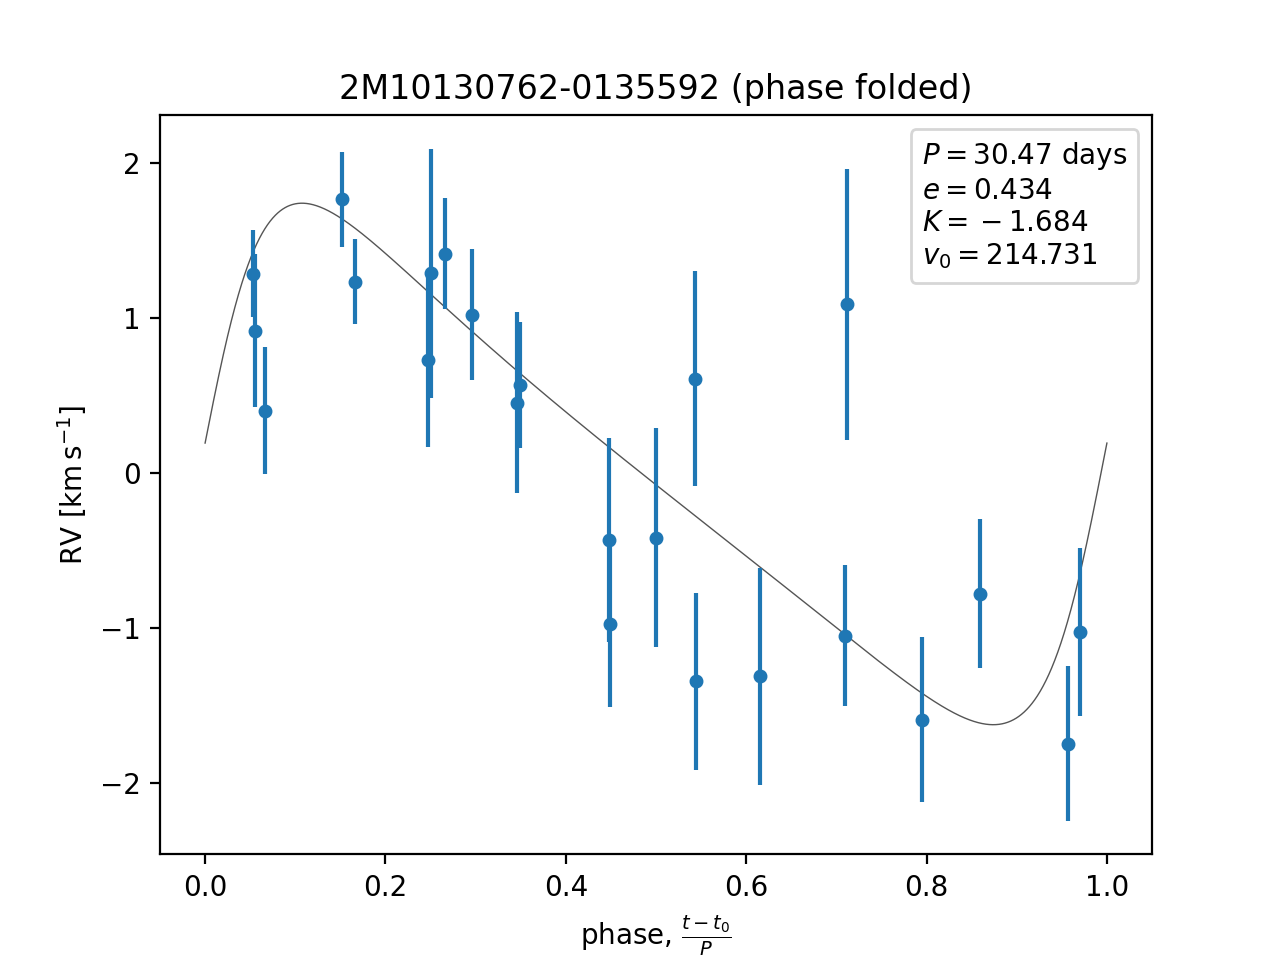 2M10130762-0135592 (phase folded)
P = 30.47 days
e = 0.434
K = −1.684
v₀ = 214.731
2
1
0
−1
−2
RV [km s⁻¹]
0.0 0.2 0.4 0.6 0.8 1.0
phase, (t − t₀)/P